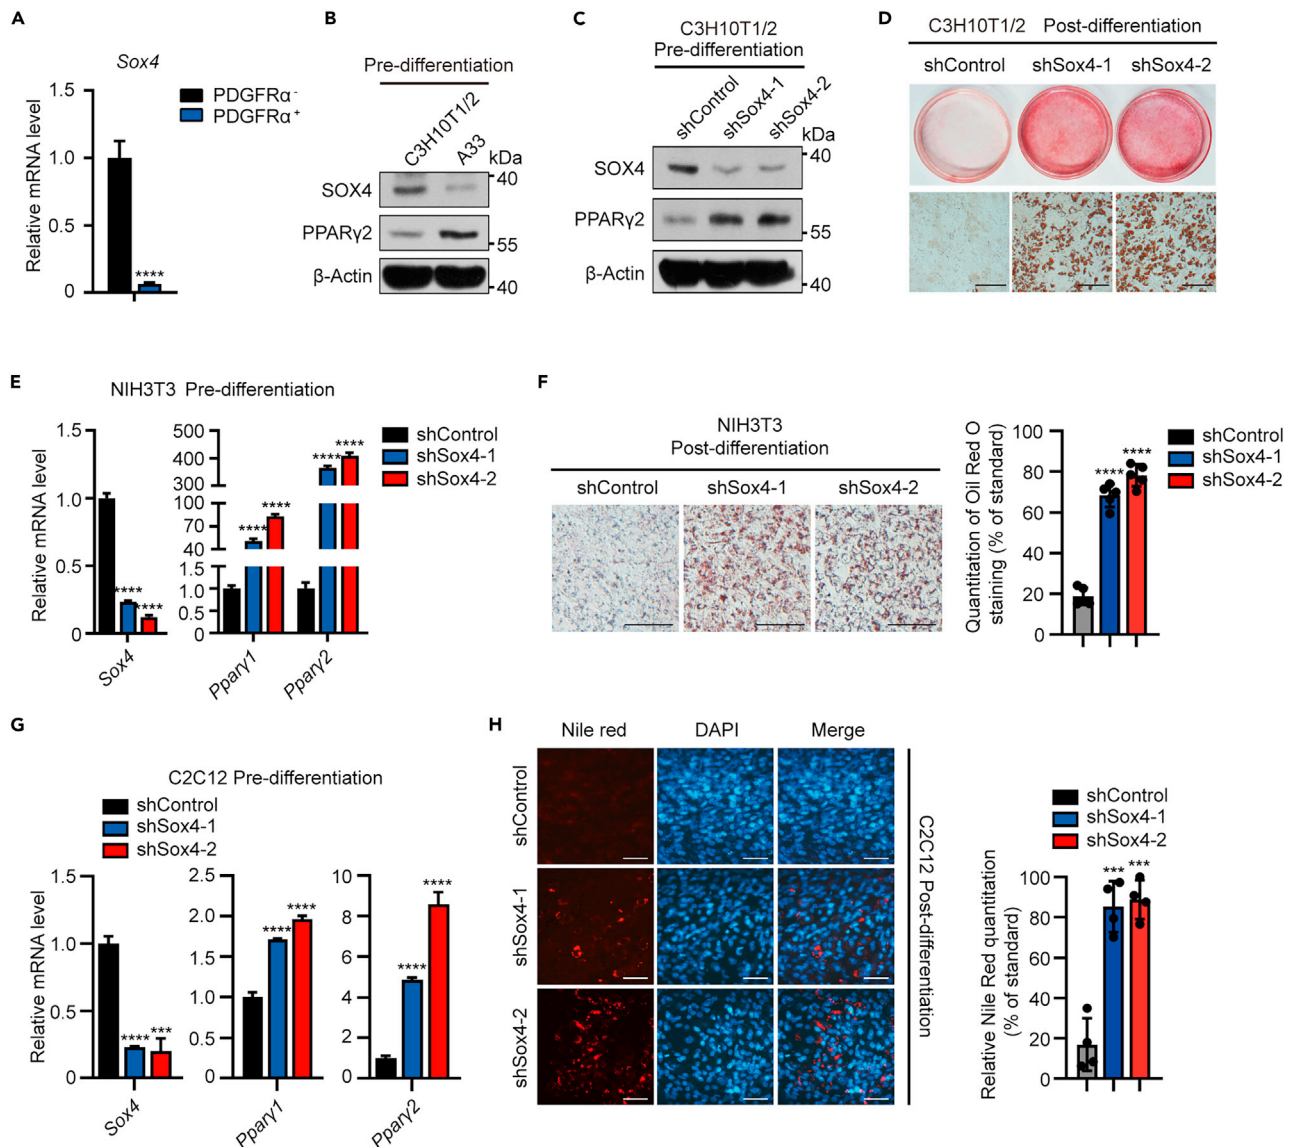 A
Sox4
PDGFRα-
PDGFRα+
Relative mRNA level
1.5
1.0
0.5
0
****
B
Pre-differentiation
C3H10T1/2
A33
kDa
SOX4
40
PPARγ2
55
β-Actin
40
C
C3H10T1/2
Pre-differentiation
shControl
shSox4-1
shSox4-2
kDa
SOX4
40
PPARγ2
55
β-Actin
40
D
C3H10T1/2 Post-differentiation
shControl shSox4-1 shSox4-2
E
NIH3T3 Pre-differentiation
shControl
shSox4-1
shSox4-2
Relative mRNA level
1.5
1.0
0.5
0
****
****
Sox4
500
400
300
100
70
40
1.0
0.5
0.0
****
****
****
****
Pparγ1
Pparγ2
F
NIH3T3
Post-differentiation
shControl shSox4-1 shSox4-2
Quantitation of Oil Red O
staining (% of standard)
100
80
60
40
20
0
****
****
shControl
shSox4-1
shSox4-2
G
C2C12 Pre-differentiation
shControl
shSox4-1
shSox4-2
Relative mRNA level
1.5
1.0
0.5
0
****
***
Sox4
2.5
2.0
1.5
1.0
0.5
0.0
****
****
Pparγ1
10
8
6
4
2
0
****
****
Pparγ2
H
Nile red DAPI Merge
shControl
shSox4-1
shSox4-2
C2C12 Post-differentiation
shControl
shSox4-1
shSox4-2
Relative Nile Red quantitation
(% of standard)
100
80
60
40
20
0
***
***